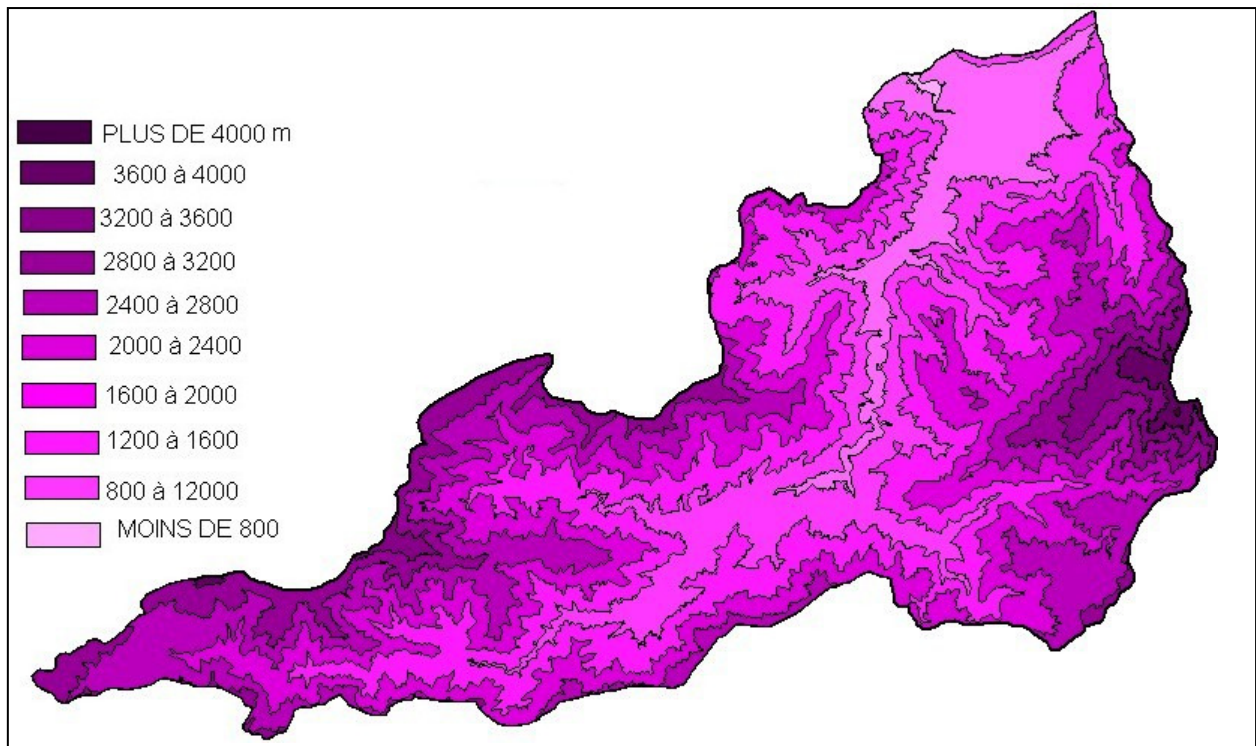 PLUS DE 4000 m
3600 à 4000
3200 à 3600
2800 à 3200
2400 à 2800
2000 à 2400
1600 à 2000
1200 à 1600
800 à 12000
MOINS DE 800